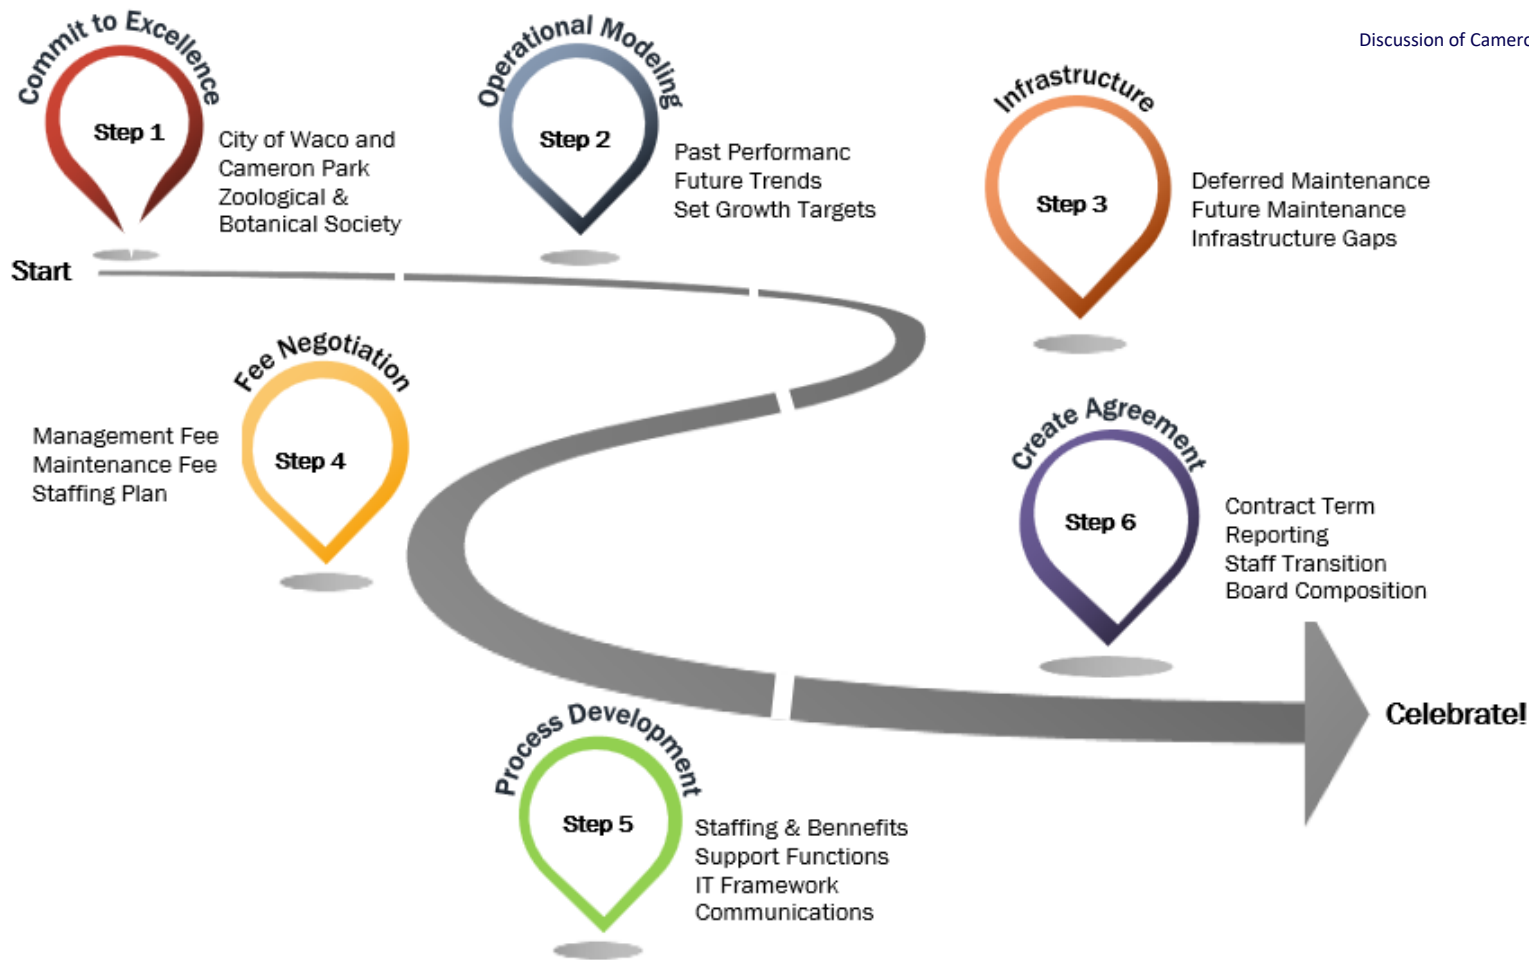 Discussion of Camero
Commit to Excellence
Step 1
City of Waco and
Cameron Park
Zoological &
Botanical Society
Operational Modeling
Step 2
Past Performanc
Future Trends
Set Growth Targets
Infrastructure
Step 3
Deferred Maintenance
Future Maintenance
Infrastructure Gaps
Start
Fee Negotiation
Step 4
Management Fee
Maintenance Fee
Staffing Plan
Process Development
Step 5
Staffing & Bennefits
Support Functions
IT Framework
Communications
Create Agreement
Step 6
Contract Term
Reporting
Staff Transition
Board Composition
Celebrate!